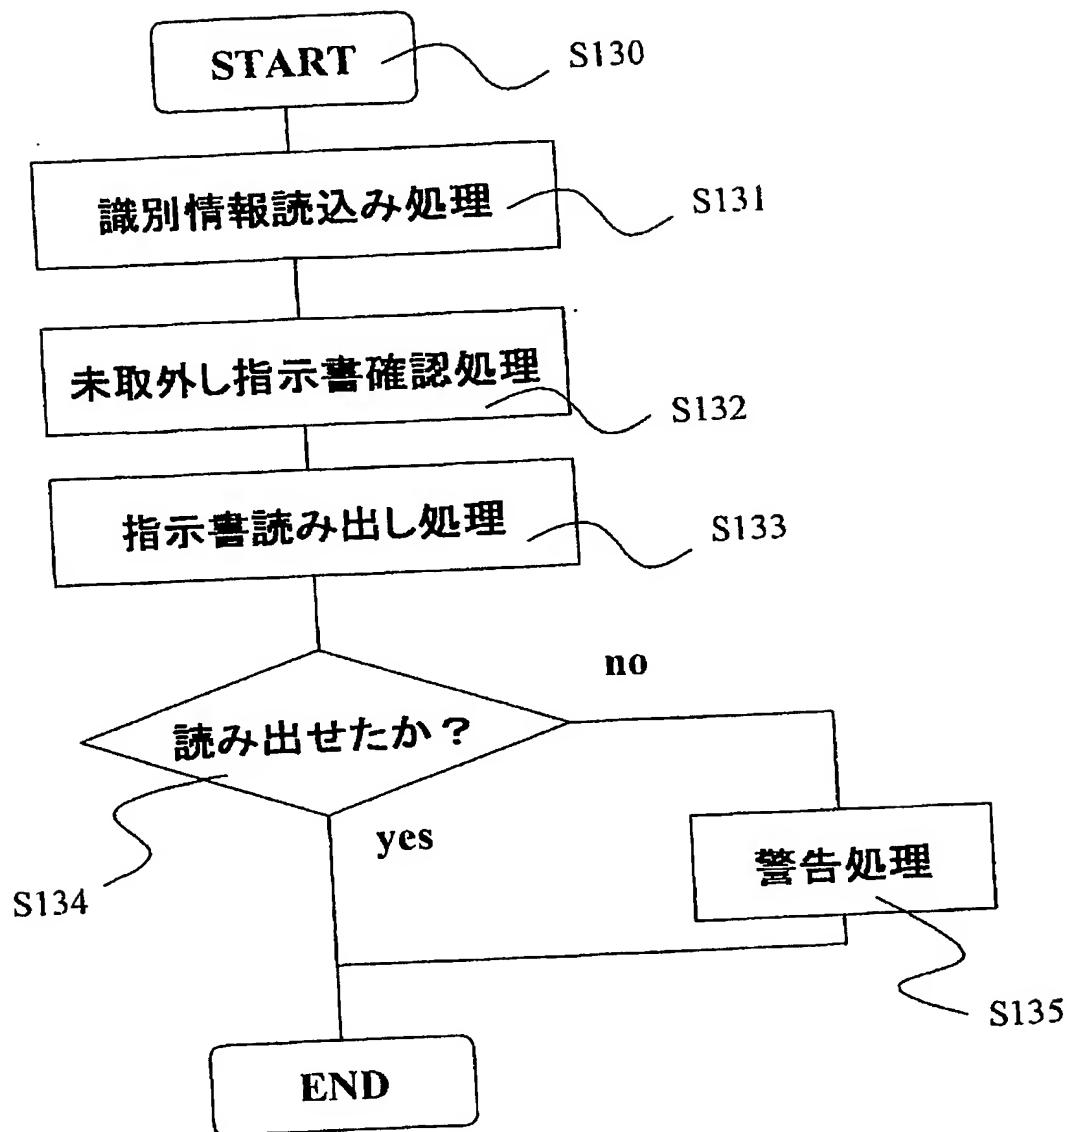 START
S130
識別情報読込み処理
S131
未取外し指示書確認処理
S132
指示書読み出し処理
S133
no
読み出せたか？
yes
警告処理
S134
S135
END